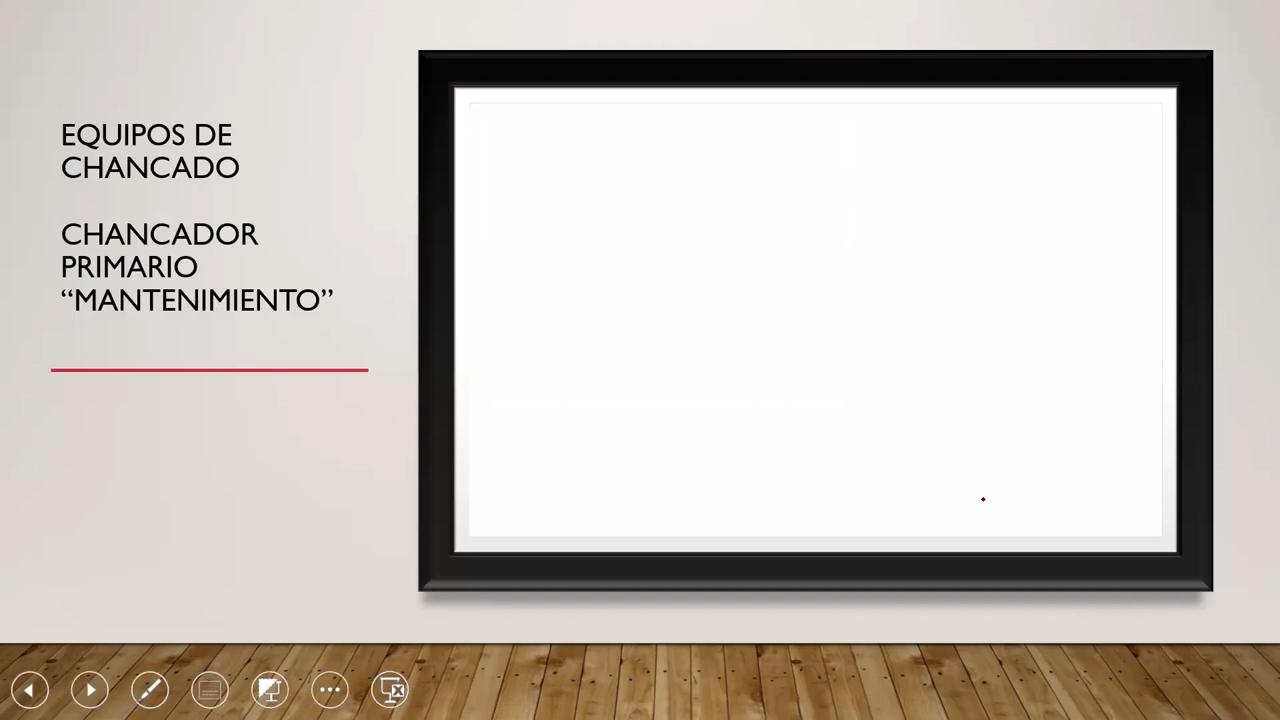 EQUIPOS DE
CHANCADO
CHANCADOR
PRIMARIO
“MANTENIMIENTO”